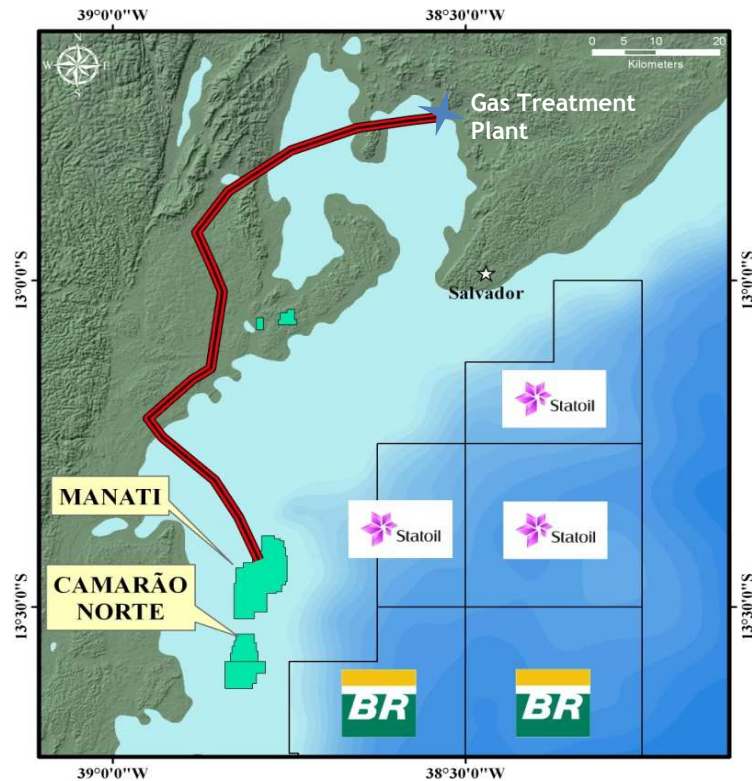 39°0'0"W
38°30'0"W
N
W E
S
0 5 10 20
Kilometers
Gas Treatment
Plant
13°0'0"S
13°0'0"S
Salvador
Statoil
MANATI
Statoil
Statoil
CAMARÃO
NORTE
13°30'0"S
13°30'0"S
BR
BR
39°0'0"W
38°30'0"W